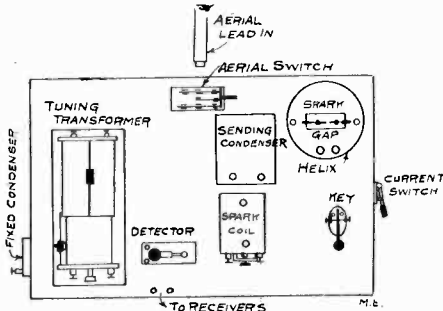 AERIAL
LEAD IN
AERIAL SWITCH
TUNING
TRANSFORMER
SPARK
GAP
SENDING
CONDENSER
HELIX
CURRENT
SWITCH
FIXED CONDENSER
DETECTOR
SPARK
COIL
KEY
TO RECEIVERS
M.E.